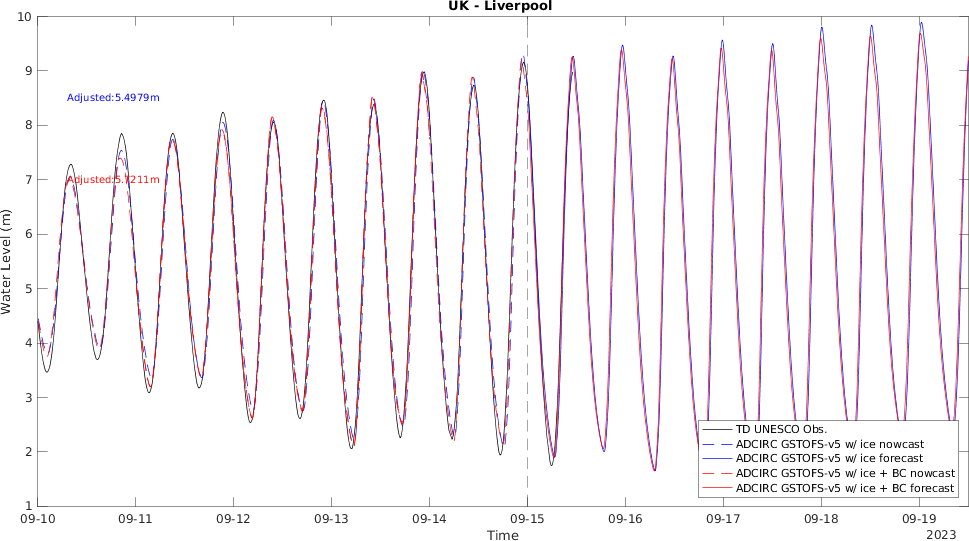 UK - Liverpool
10
9
8
7
6
5
4
3
2
1
Water Level (m)
Adjusted:5.4979m
Adjusted:5.7211m
TD UNESCO Obs.
ADCIRC GSTOFS-v5 w/ ice nowcast
ADCIRC GSTOFS-v5 w/ ice forecast
ADCIRC GSTOFS-v5 w/ ice + BC nowcast
ADCIRC GSTOFS-v5 w/ ice + BC forecast
09-10 09-11 09-12 09-13 09-14 09-15 09-16 09-17 09-18 09-19
Time
2023